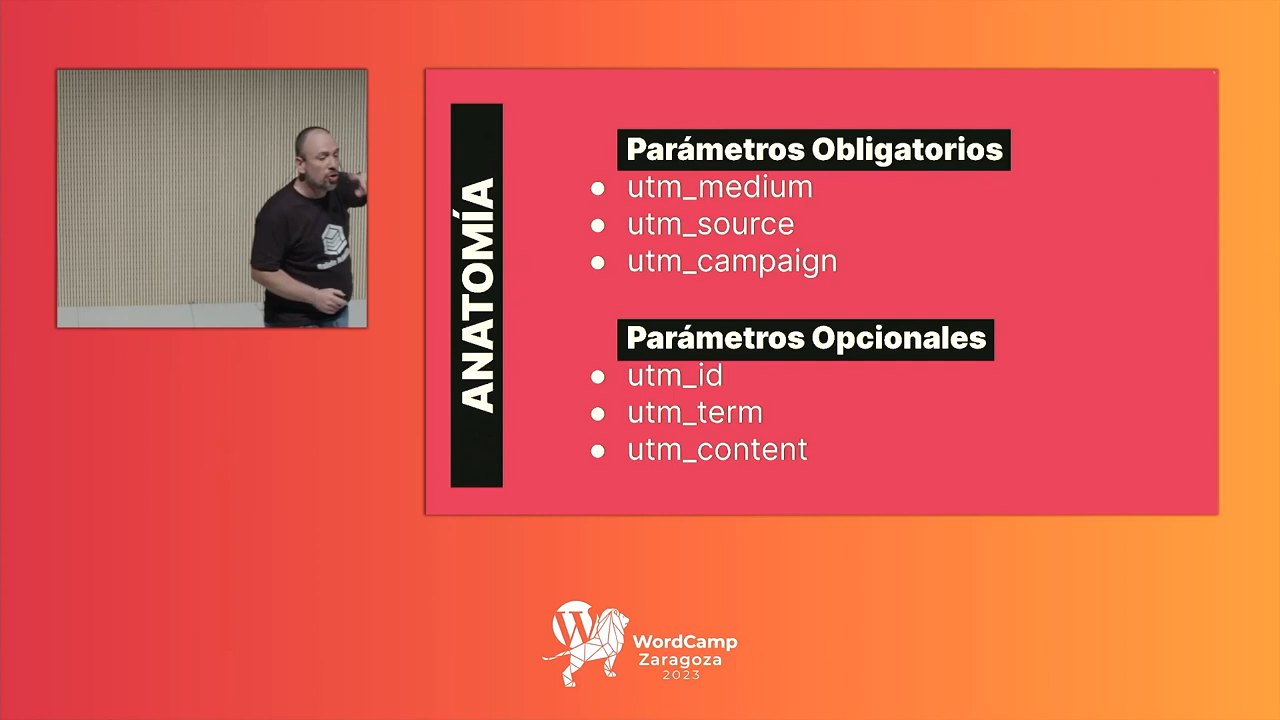 ANATOMÍA
Parámetros Obligatorios
utm_medium
utm_source
utm_campaign
Parámetros Opcionales
utm_id
utm_term
utm_content
WordCamp
Zaragoza
2023